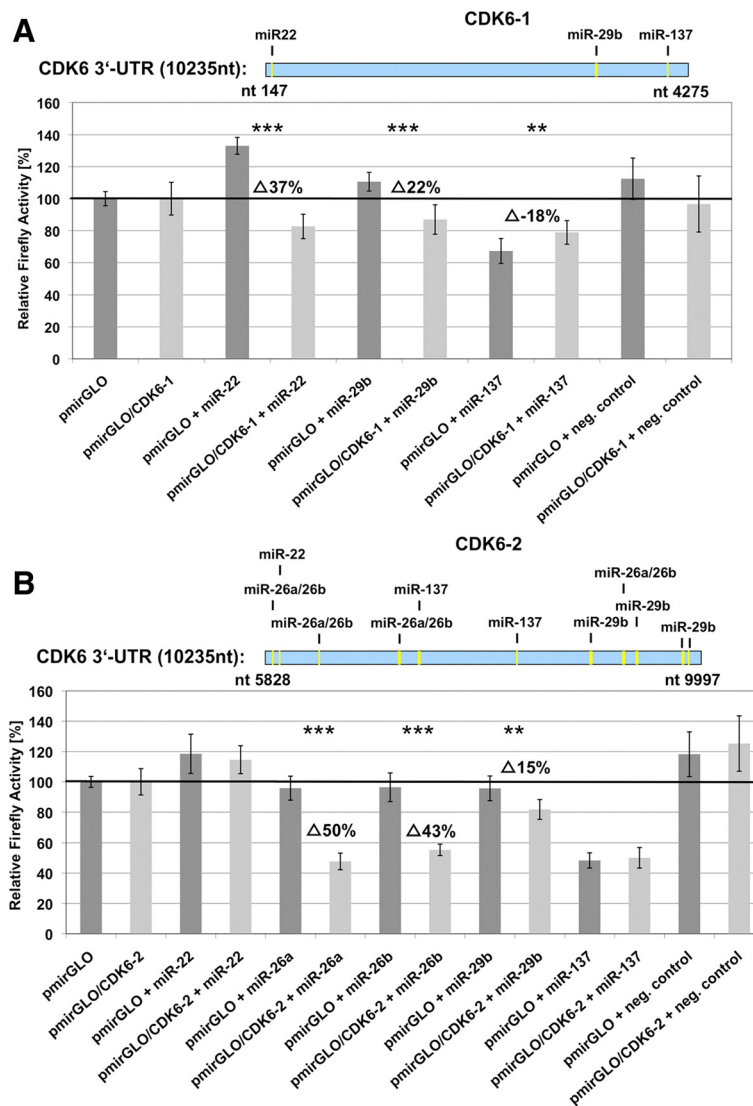 A
CDK6-1
miR22 miR-29b miR-137
CDK6 3‘-UTR (10235nt):
nt 147 nt 4275
Relative Firefly Activity [%]
160
140
120
100
80
60
40
20
0
*** *** **
△37% △22%
△-18%
pmirGLO
pmirGLO/CDK6-1
pmirGLO + miR-22
pmirGLO/CDK6-1 + miR-22
pmirGLO + miR-29b
pmirGLO/CDK6-1 + miR-29b
pmirGLO + miR-137
pmirGLO/CDK6-1 + miR-137
pmirGLO + neg. control
pmirGLO/CDK6-1 + neg. control
B
CDK6-2
miR-22
miR-26a/26b
miR-26a/26b
miR-137
miR-26a/26b
miR-137
miR-29b
miR-26a/26b
miR-29b
miR-29b
CDK6 3‘-UTR (10235nt):
nt 5828 nt 9997
Relative Firefly Activity [%]
160
140
120
100
80
60
40
20
0
*** *** **
△15%
△50% △43%
pmirGLO
pmirGLO/CDK6-2
pmirGLO + miR-22
pmirGLO/CDK6-2 + miR-22
pmirGLO + miR-26a
pmirGLO/CDK6-2 + miR-26a
pmirGLO + miR-26b
pmirGLO/CDK6-2 + miR-26b
pmirGLO + miR-29b
pmirGLO/CDK6-2 + miR-29b
pmirGLO + miR-137
pmirGLO/CDK6-2 + miR-137
pmirGLO + neg. control
pmirGLO/CDK6-2 + neg. control